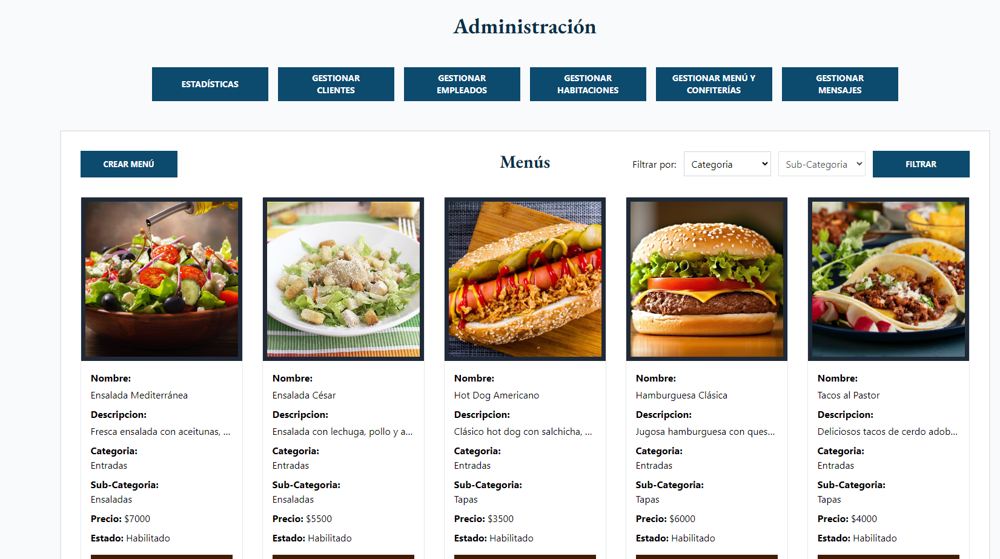 Administración
ESTADÍSTICAS
GESTIONAR
CLIENTES
GESTIONAR
EMPLEADOS
GESTIONAR
HABITACIONES
GESTIONAR MENÚ Y
CONFITERÍAS
GESTIONAR
MENSAJES
CREAR MENÚ
Menús
Filtrar por:
Categoria
Sub-Categoria
FILTRAR
Nombre:
Ensalada Mediterránea
Descripcion:
Fresca ensalada con aceitunas, ...
Categoria:
Entradas
Sub-Categoria:
Ensaladas
Precio: $7000
Estado: Habilitado
Nombre:
Ensalada César
Descripcion:
Ensalada con lechuga, pollo y a...
Categoria:
Entradas
Sub-Categoria:
Ensaladas
Precio: $5500
Estado: Habilitado
Nombre:
Hot Dog Americano
Descripcion:
Clásico hot dog con salchicha, ...
Categoria:
Entradas
Sub-Categoria:
Tapas
Precio: $3500
Estado: Habilitado
Nombre:
Hamburguesa Clásica
Descripcion:
Jugosa hamburguesa con ques...
Categoria:
Entradas
Sub-Categoria:
Tapas
Precio: $6000
Estado: Habilitado
Nombre:
Tacos al Pastor
Descripcion:
Deliciosos tacos de cerdo adob...
Categoria:
Entradas
Sub-Categoria:
Tapas
Precio: $4000
Estado: Habilitado